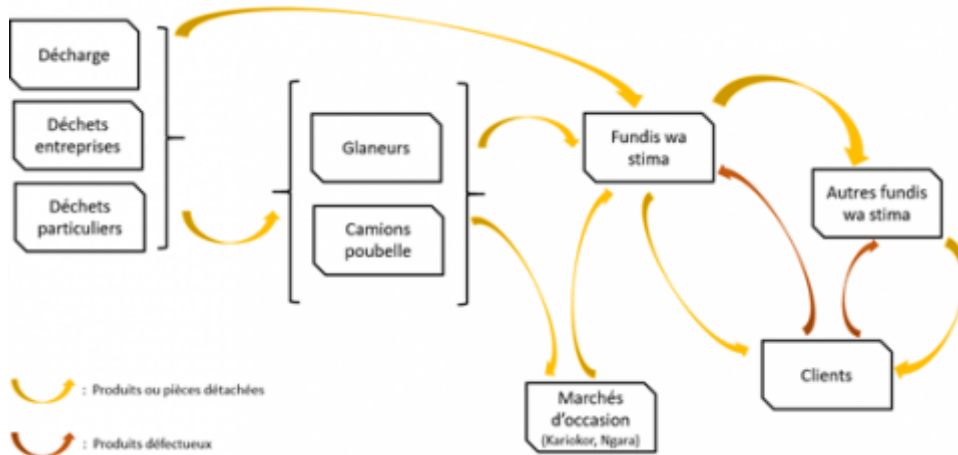 Décharge
Déchets
entreprises
Déchets
particuliers
Glaneurs
Camions
poubelle
Fundis wa
stima
Autres fundis
wa stima
Clients
Marchés
d'occasion
(Kariokor, Ngara)
: Produits ou pièces détachées
: Produits défectueux